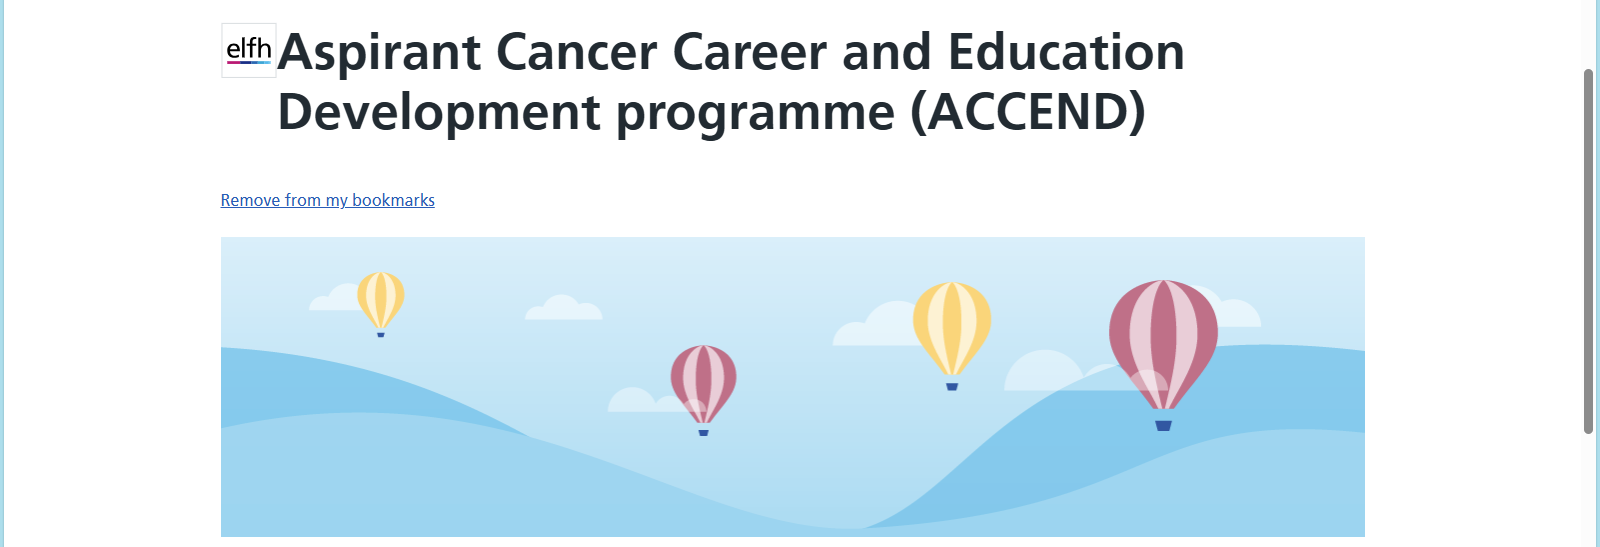 elfh
Aspirant Cancer Career and Education
Development programme (ACCEND)
Remove from my bookmarks